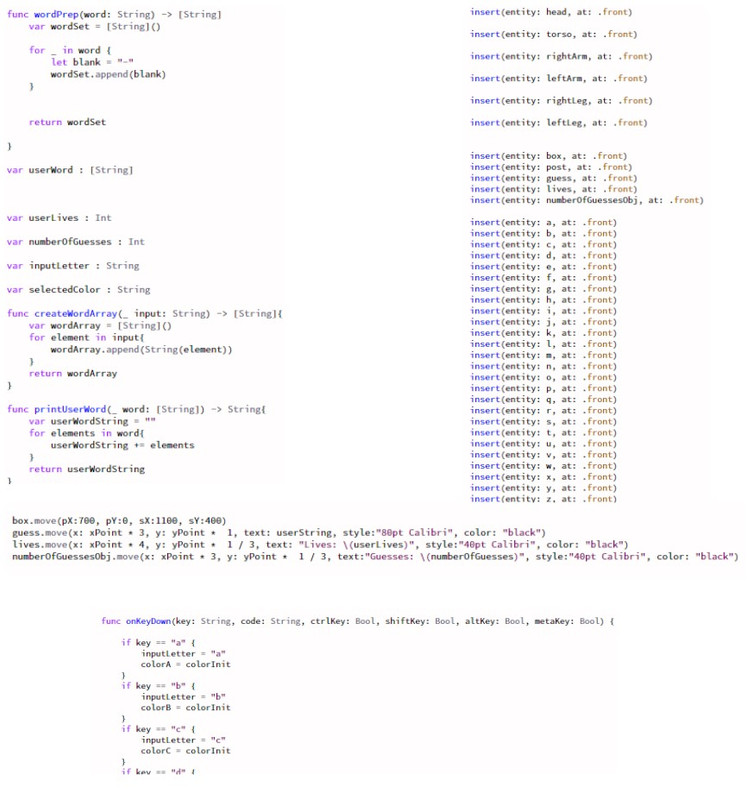 func wordPrep(word: String) -> [String]
var wordSet = [String]()
for _ in word {
let blank = "-"
wordSet.append(blank)
}
return wordSet
}
var userWord : [String]
var userLives : Int
var numberOfGuesses : Int
var inputLetter : String
var selectedColor : String
func createWordArray(_ input: String) -> [String]{
var wordArray = [String]()
for element in input{
wordArray.append(String(element))
}
return wordArray
}
func printUserWord(_ word: [String]) -> String{
var userWordString = ""
for elements in word{
userWordString += elements
}
return userWordString
}
insert(entity: head, at: .front)
insert(entity: torso, at: .front)
insert(entity: rightArm, at: .front)
insert(entity: leftArm, at: .front)
insert(entity: rightLeg, at: .front)
insert(entity: leftLeg, at: .front)
insert(entity: box, at: .front)
insert(entity: post, at: .front)
insert(entity: guess, at: .front)
insert(entity: lives, at: .front)
insert(entity: numberOfGuessesObj, at: .front)
insert(entity: a, at: .front)
insert(entity: b, at: .front)
insert(entity: c, at: .front)
insert(entity: d, at: .front)
insert(entity: e, at: .front)
insert(entity: f, at: .front)
insert(entity: g, at: .front)
insert(entity: h, at: .front)
insert(entity: i, at: .front)
insert(entity: j, at: .front)
insert(entity: k, at: .front)
insert(entity: l, at: .front)
insert(entity: m, at: .front)
insert(entity: n, at: .front)
insert(entity: o, at: .front)
insert(entity: p, at: .front)
insert(entity: q, at: .front)
insert(entity: r, at: .front)
insert(entity: s, at: .front)
insert(entity: t, at: .front)
insert(entity: u, at: .front)
insert(entity: v, at: .front)
insert(entity: w, at: .front)
insert(entity: x, at: .front)
insert(entity: y, at: .front)
insert(entity: z, at: .front)
box.move(pX:700, pY:0, sX:1100, sY:400)
guess.move(x: xPoint * 3, y: yPoint * 1, text: userString, style:"80pt Calibri", color: "black")
lives.move(x: xPoint * 4, y: yPoint * 1 / 3, text: "Lives: \(userLives)", style:"40pt Calibri", color: "black")
numberOfGuessesObj.move(x: xPoint * 3, y: yPoint * 1 / 3, text:"Guesses: \(numberOfGuesses)", style:"40pt Calibri", color: "black")
func onKeyDown(key: String, code: String, ctrlKey: Bool, shiftKey: Bool, altKey: Bool, metaKey: Bool) {
if key == "a" {
inputLetter = "a"
colorA = colorInit
}
if key == "b" {
inputLetter = "b"
colorB = colorInit
}
if key == "c" {
inputLetter = "c"
colorC = colorInit
}
if key == "d" {